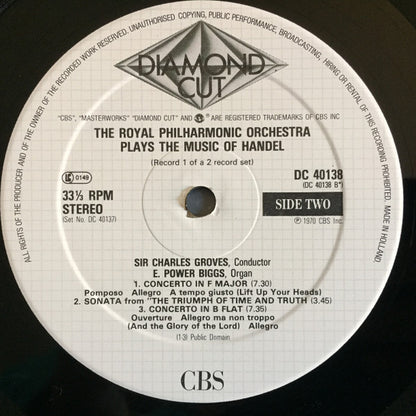 ALL RIGHTS OF THE PRODUCER AND OF THE OWNER OF THE RECORDED WORK RESERVED. UNAUTHORISED COPYING, PUBLIC PERFORMANCE, BROADCASTING, HIRING OR RENTAL OF THIS RECORDING PROHIBITED. MADE IN HOLLAND
DIAMOND
CUT
"CBS", "MASTERWORKS" "DIAMOND CUT" AND ARE REGISTERED TRADEMARKS OF CBS INC
THE ROYAL PHILHARMONIC ORCHESTRA
PLAYS THE MUSIC OF HANDEL
(Record 1 of a 2 record set)
LC 0149
33⅓ RPM
STEREO
(Set No. DC 40137)
DC 40138
(DC 40138 B*)
℗ 1970 CBS Inc.
SIDE TWO
SIR CHARLES GROVES, Conductor
E. POWER BIGGS, Organ
1. CONCERTO IN F MAJOR (7.30)
Pomposo Allegro A tempo giusto (Lift Up Your Heads)
2. SONATA from "THE TRIUMPH OF TIME AND TRUTH (3.45)
3. CONCERTO IN B FLAT (7.30)
Ouverture Allegro ma non troppo
(And the Glory of the Lord) Allegro
(1-3) Public Domain
CBS